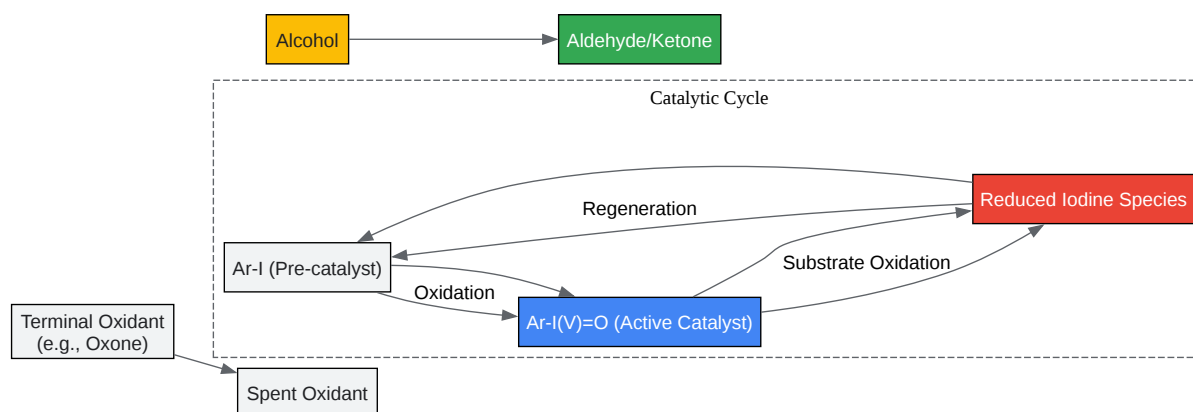 Alcohol
Aldehyde/Ketone
Catalytic Cycle
Reduced Iodine Species
Regeneration
Ar-I (Pre-catalyst)
Substrate Oxidation
Oxidation
Ar-I(V)=O (Active Catalyst)
Terminal Oxidant
(e.g., Oxone)
Spent Oxidant